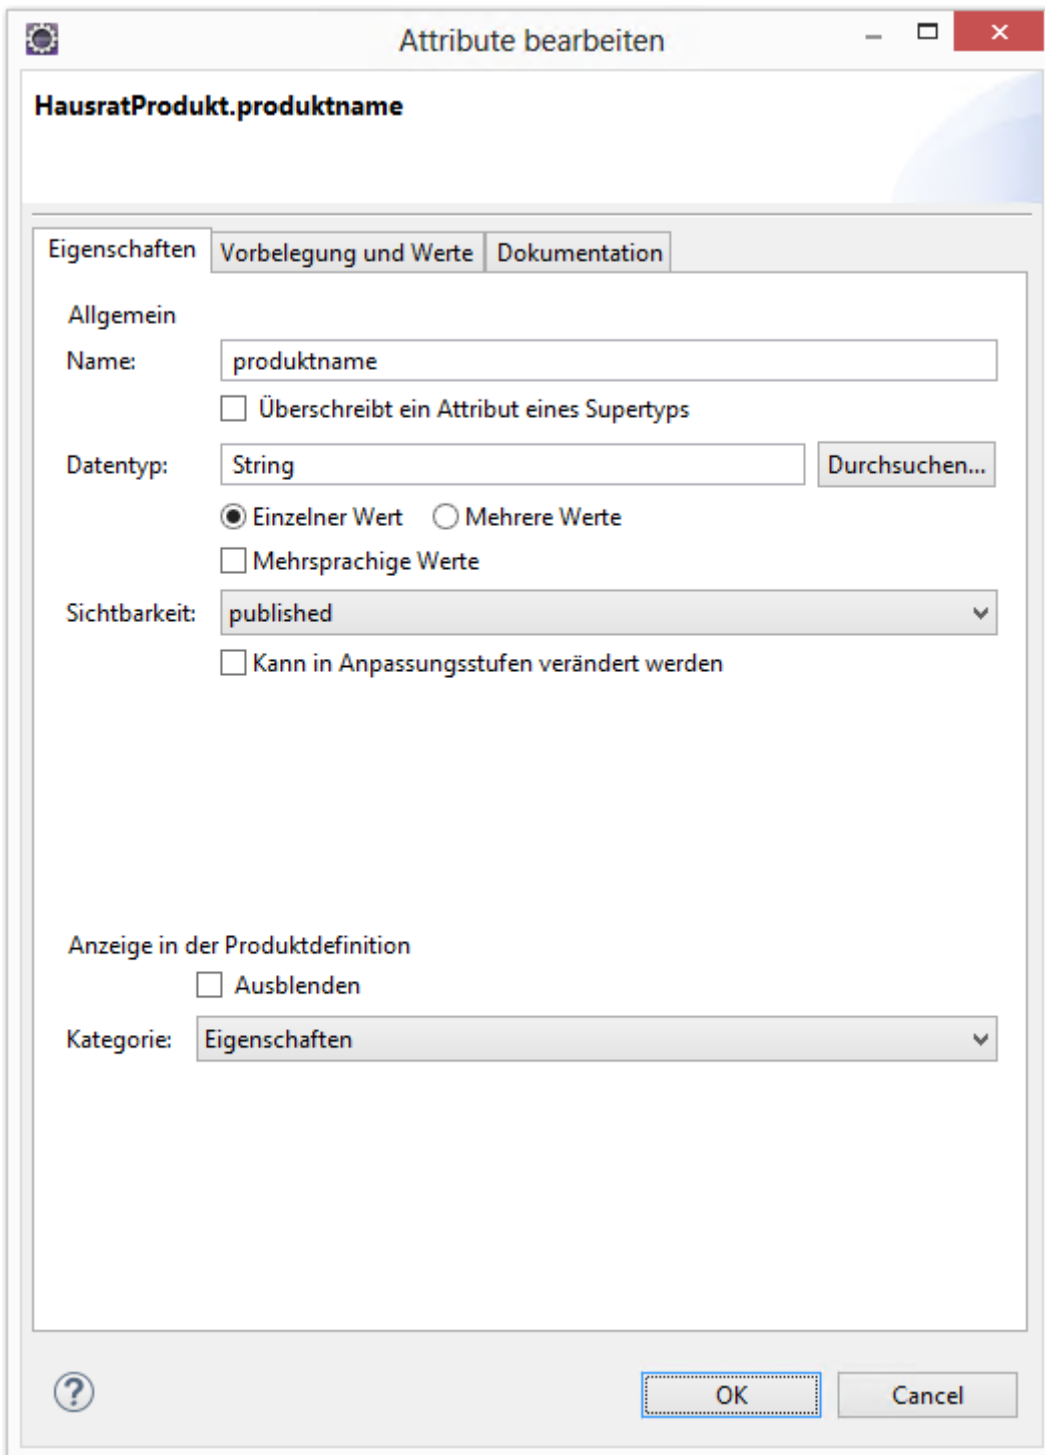 Attribute bearbeiten
HausratProdukt.produktname
Eigenschaften Vorbelegung und Werte Dokumentation
Allgemein
Name: produktname
Überschreibt ein Attribut eines Supertyps
Datentyp: String Durchsuchen...
Einzelner Wert Mehrere Werte
Mehrsprachige Werte
Sichtbarkeit: published
Kann in Anpassungsstufen verändert werden
Anzeige in der Produktdefinition
Ausblenden
Kategorie: Eigenschaften
? OK Cancel